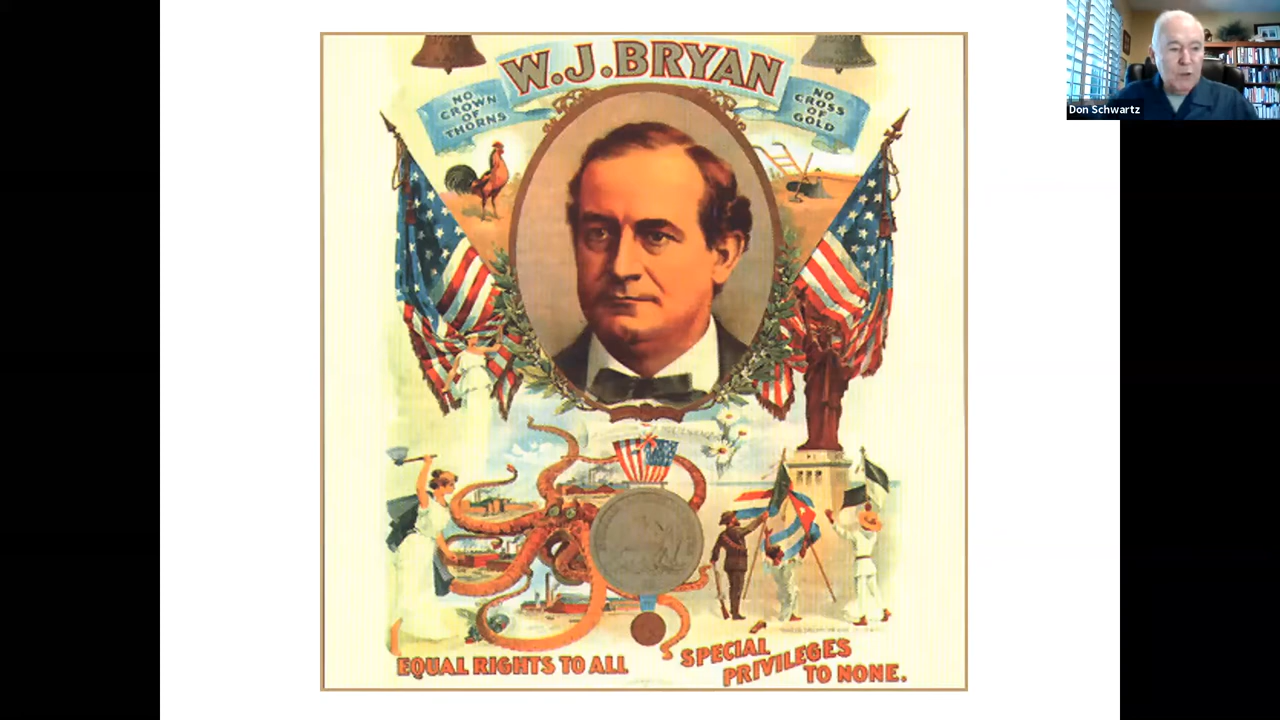 W.J.BRYAN
NO
CROWN
OF
THORNS
NO
CROSS
OF
GOLD
Don Schwartz
EQUAL RIGHTS TO ALL
SPECIAL
PRIVILEGES
TO NONE.